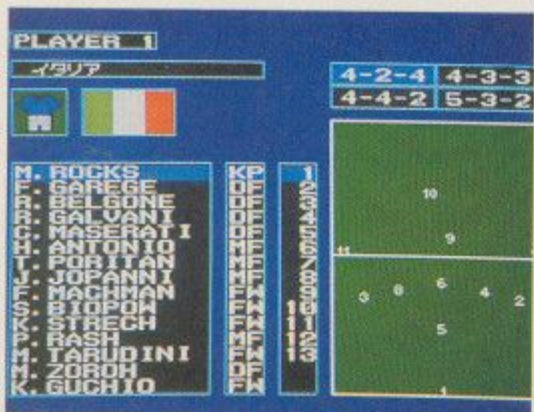 PLAYER 1
イタリア
4-2-4 4-3-3
4-4-2 5-3-2
M. ROCKS KP 1
F. GAREGE DF 2
R. BELGONE DF 3
R. GALVANI DF 4
C. MASERATI DF 5
H. ANTONIO MF 6
T. PORITAN MF 7
J. JOPANNI MF 8
F. MACHMAN FW 9
S. BIOPOW FW 10
K. STRECH FW 11
P. RASH MF 12
M. TARUDINI FW 13
M. ZOROH DF
K. GUCHIO FW
10
9
11
3 8 6 4 2
5
1